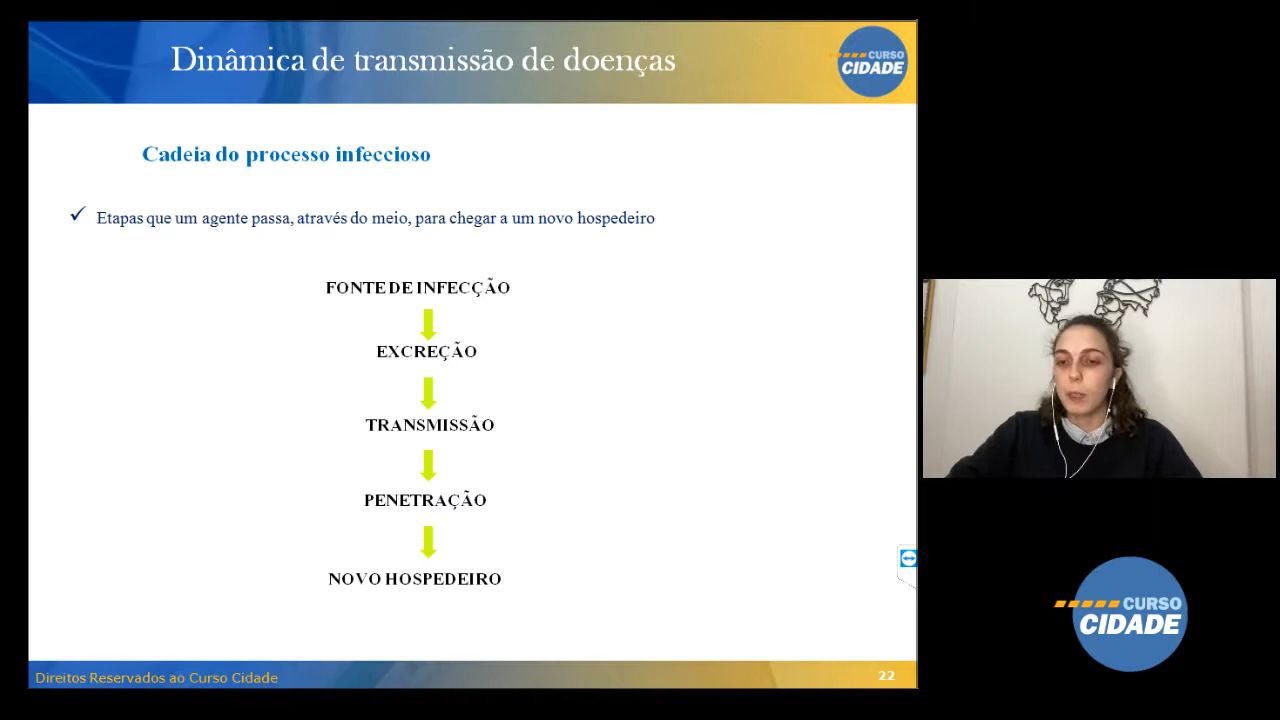 Dinâmica de transmissão de doenças
CURSO
CIDADE
Cadeia do processo infeccioso
Etapas que um agente passa, através do meio, para chegar a um novo hospedeiro
FONTE DE INFECÇÃO
EXCREÇÃO
TRANSMISSÃO
PENETRAÇÃO
NOVO HOSPEDEIRO
Direitos Reservados ao Curso Cidade
22
CURSO
CIDADE